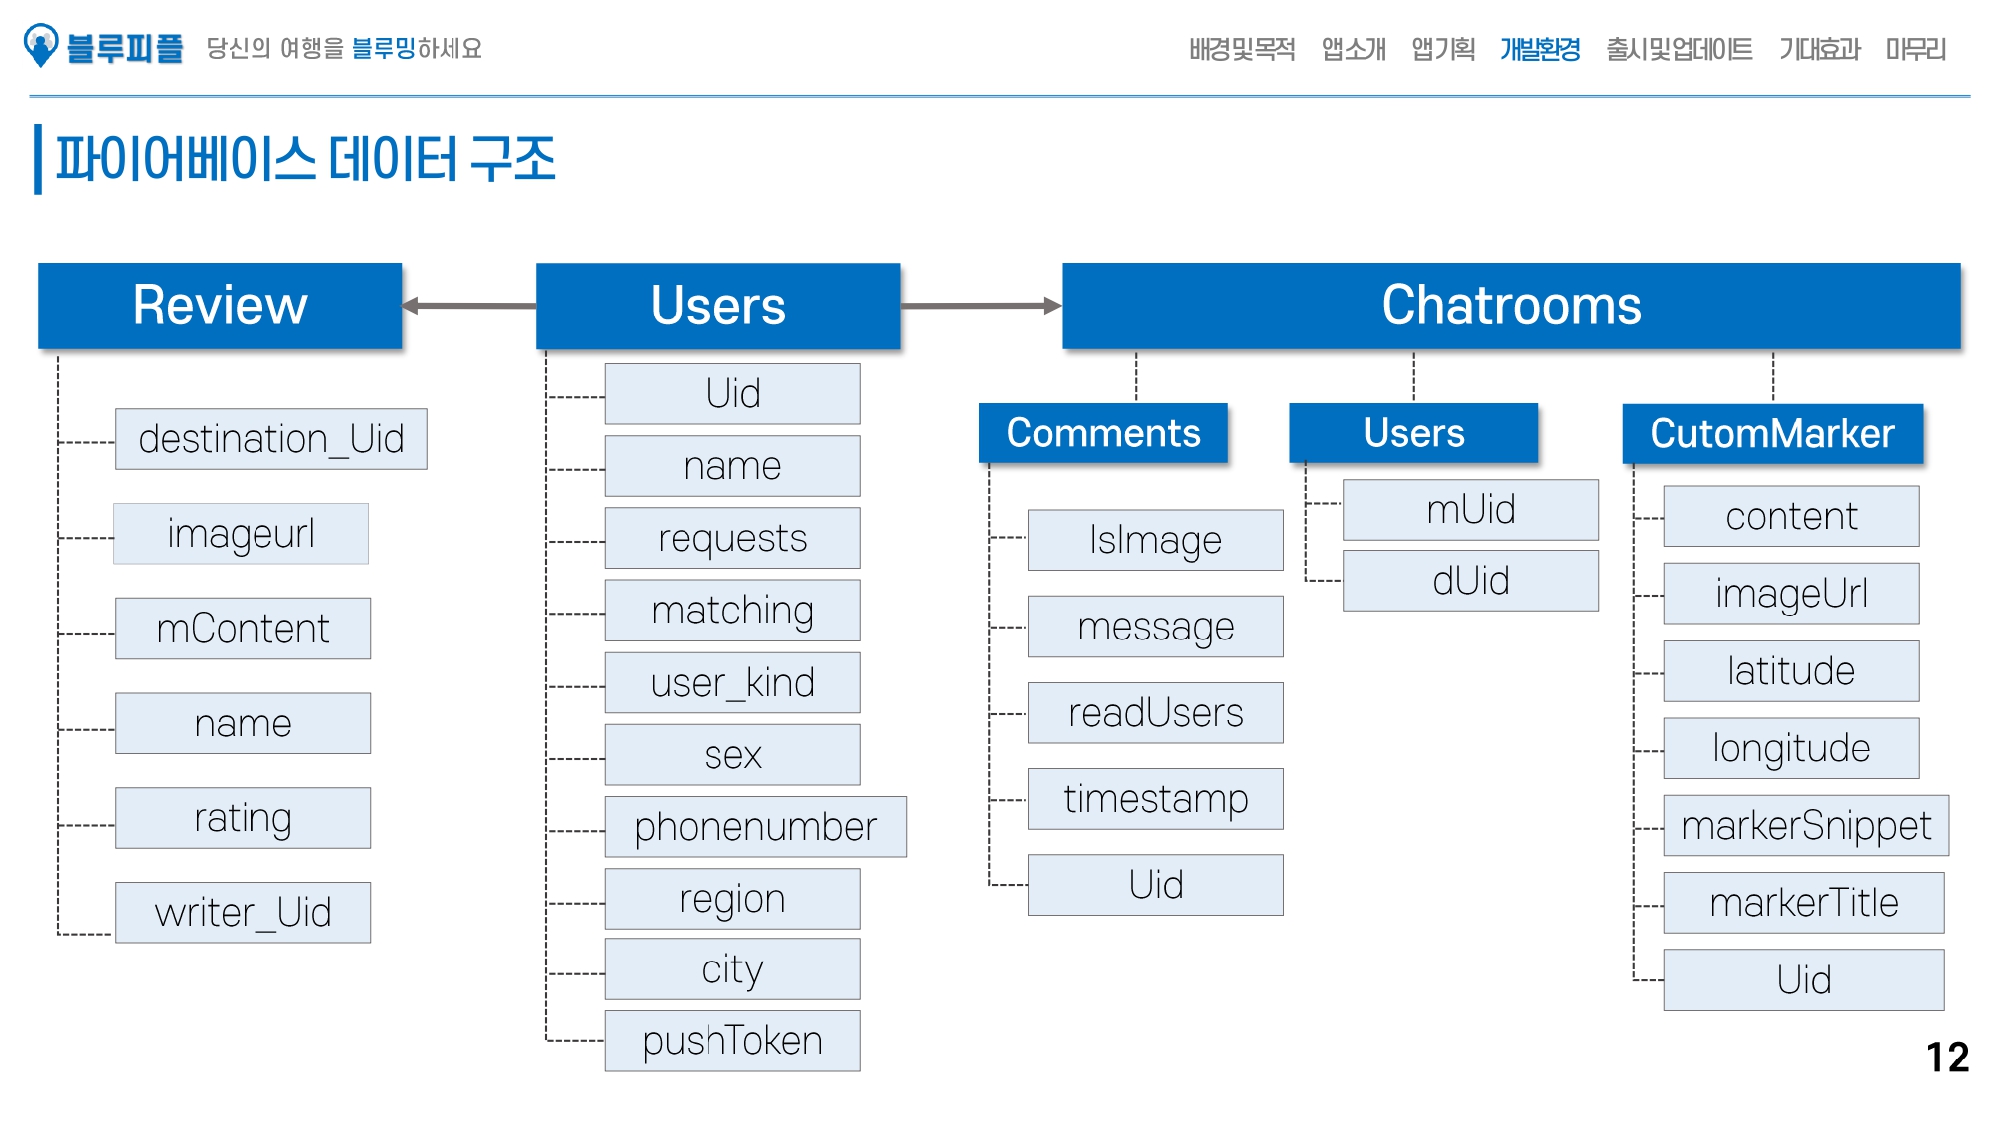 블루피플 당신의 여행을 블루밍하세요
배경및목적 앱소개 앱기획 개발환경 출시및업데이트 기대효과 마무리
파이어베이스 데이터 구조
Review
destination_Uid
imageurl
mContent
name
rating
writer_Uid
Users
Uid
name
requests
matching
user_kind
sex
phonenumber
region
city
pushToken
Chatrooms
Comments
IsImage
message
readUsers
timestamp
Uid
Users
mUid
dUid
CutomMarker
content
imageUrl
latitude
longitude
markerSnippet
markerTitle
Uid
12